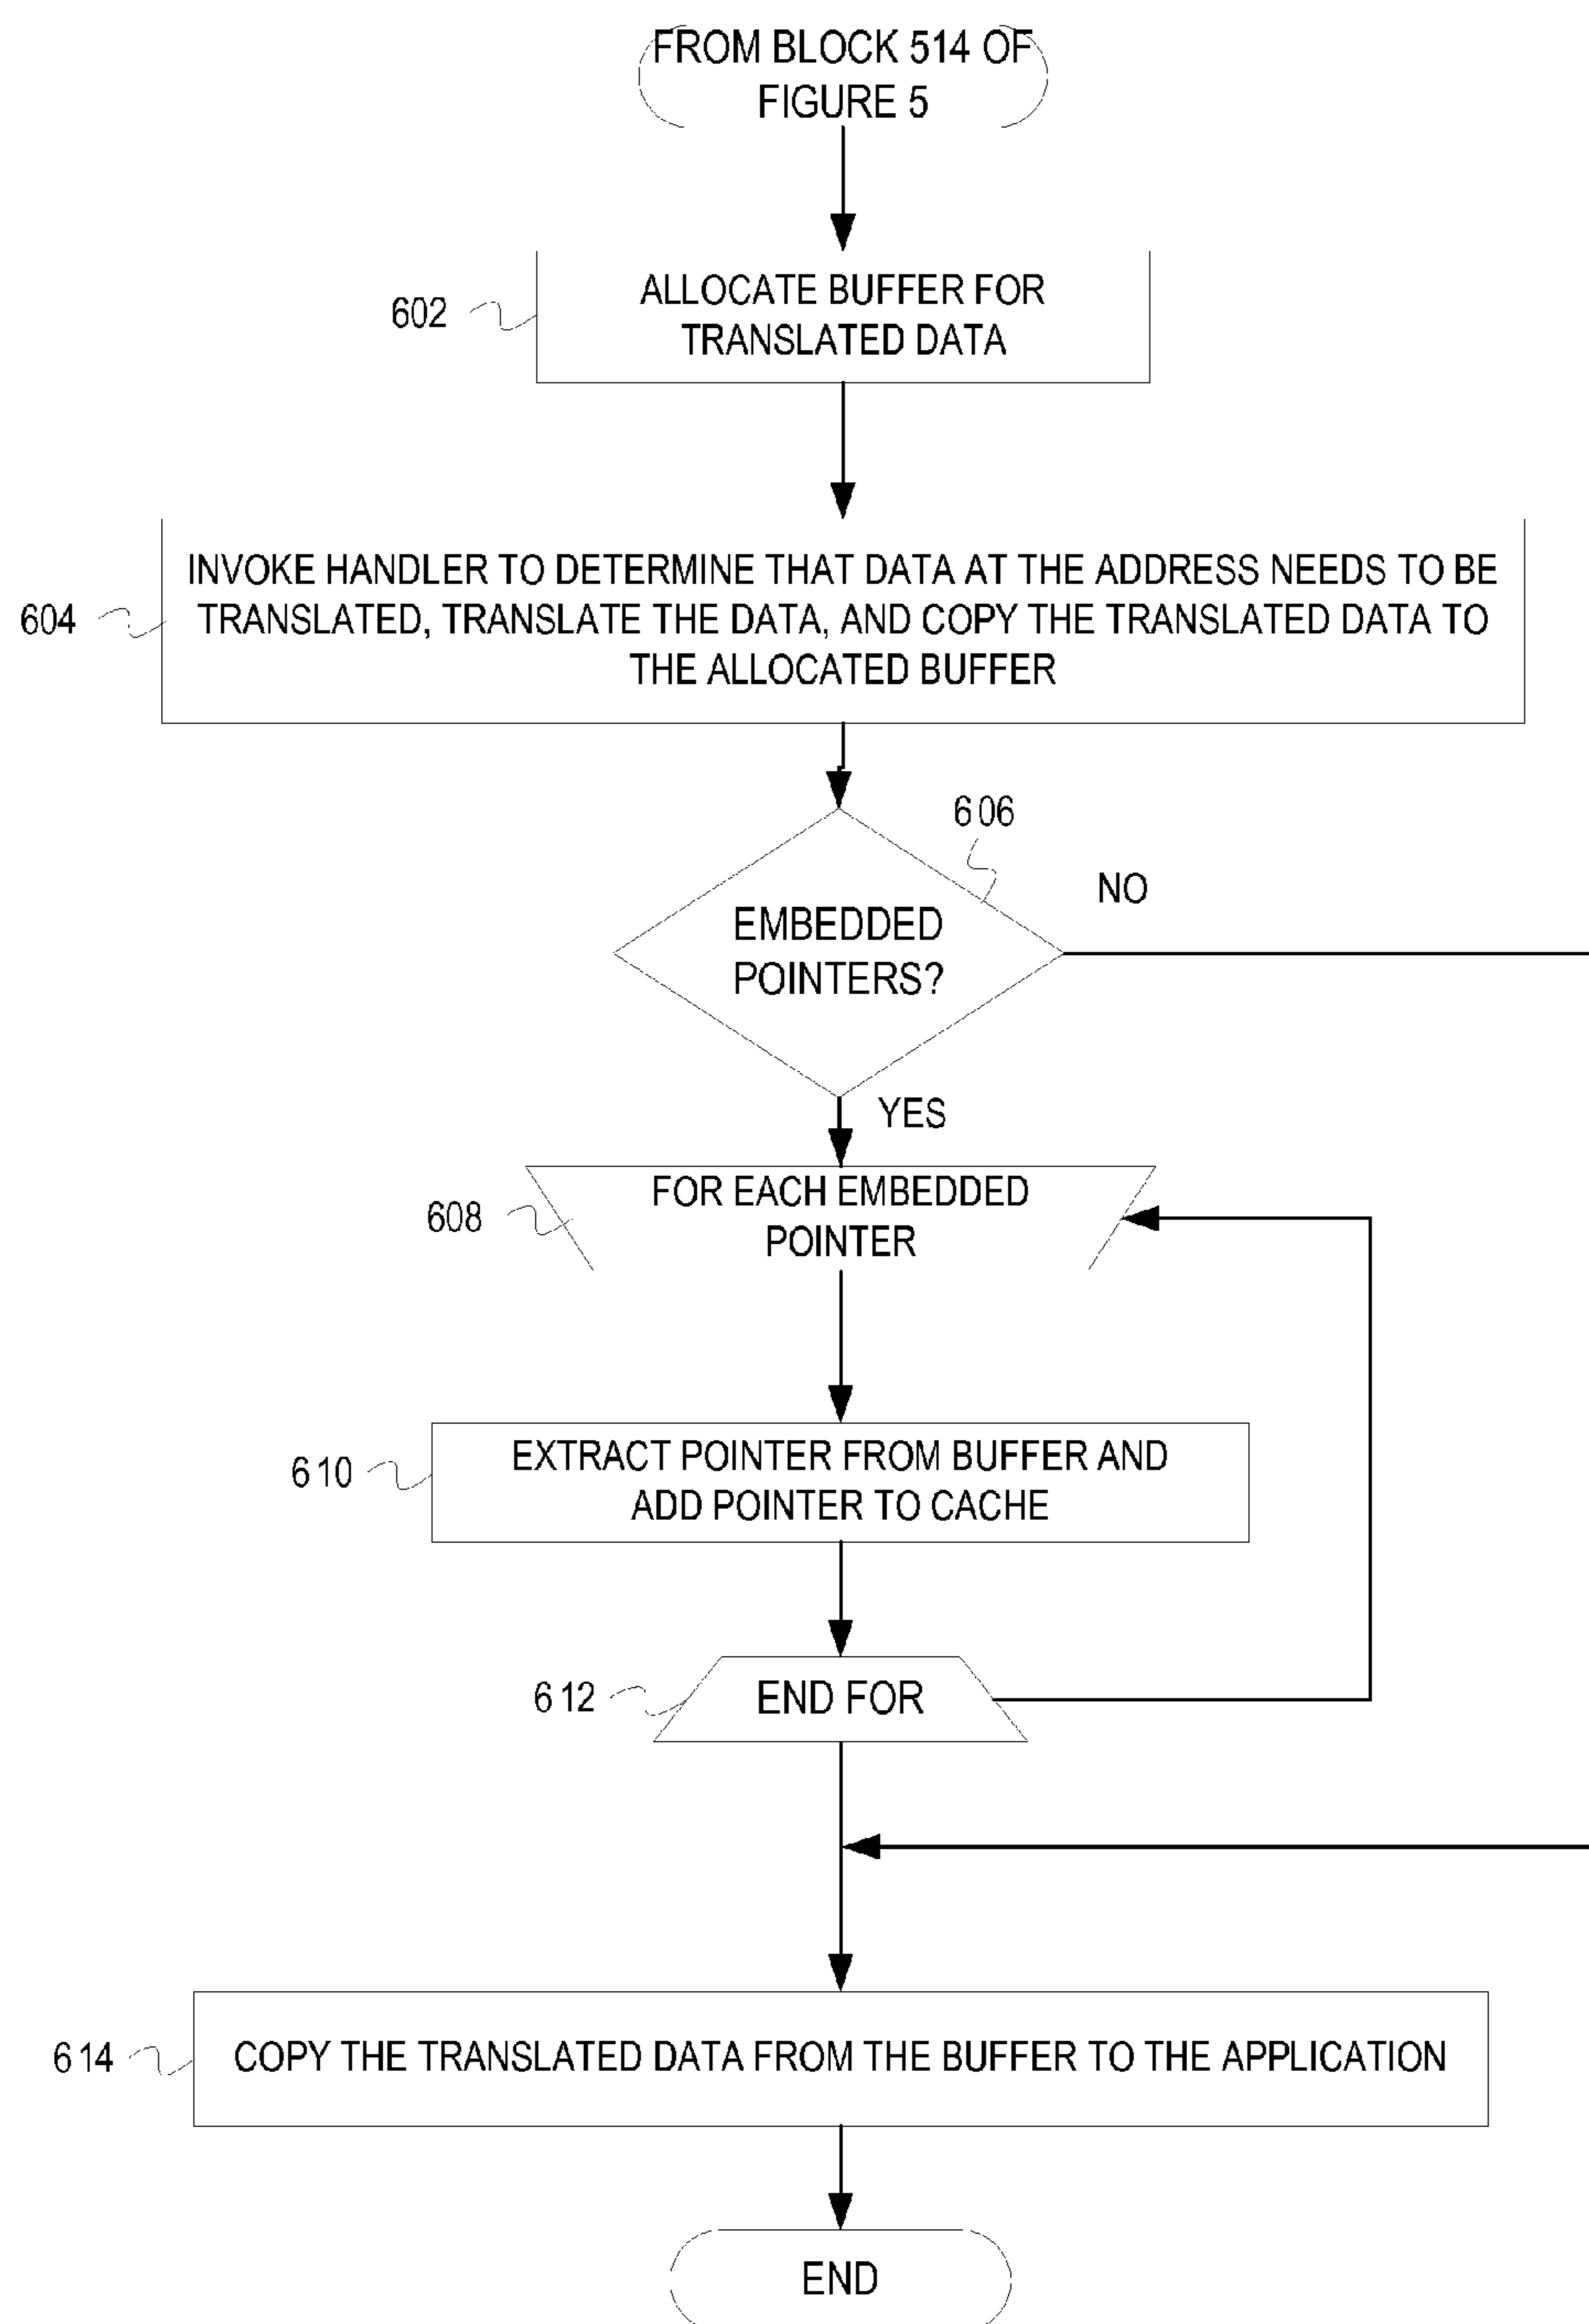 FROM BLOCK 514 OF
FIGURE 5
602
ALLOCATE BUFFER FOR
TRANSLATED DATA
604
INVOKE HANDLER TO DETERMINE THAT DATA AT THE ADDRESS NEEDS TO BE
TRANSLATED, TRANSLATE THE DATA, AND COPY THE TRANSLATED DATA TO
THE ALLOCATED BUFFER
606
NO
EMBEDDED
POINTERS?
YES
608
FOR EACH EMBEDDED
POINTER
610
EXTRACT POINTER FROM BUFFER AND
ADD POINTER TO CACHE
612
END FOR
614
COPY THE TRANSLATED DATA FROM THE BUFFER TO THE APPLICATION
END